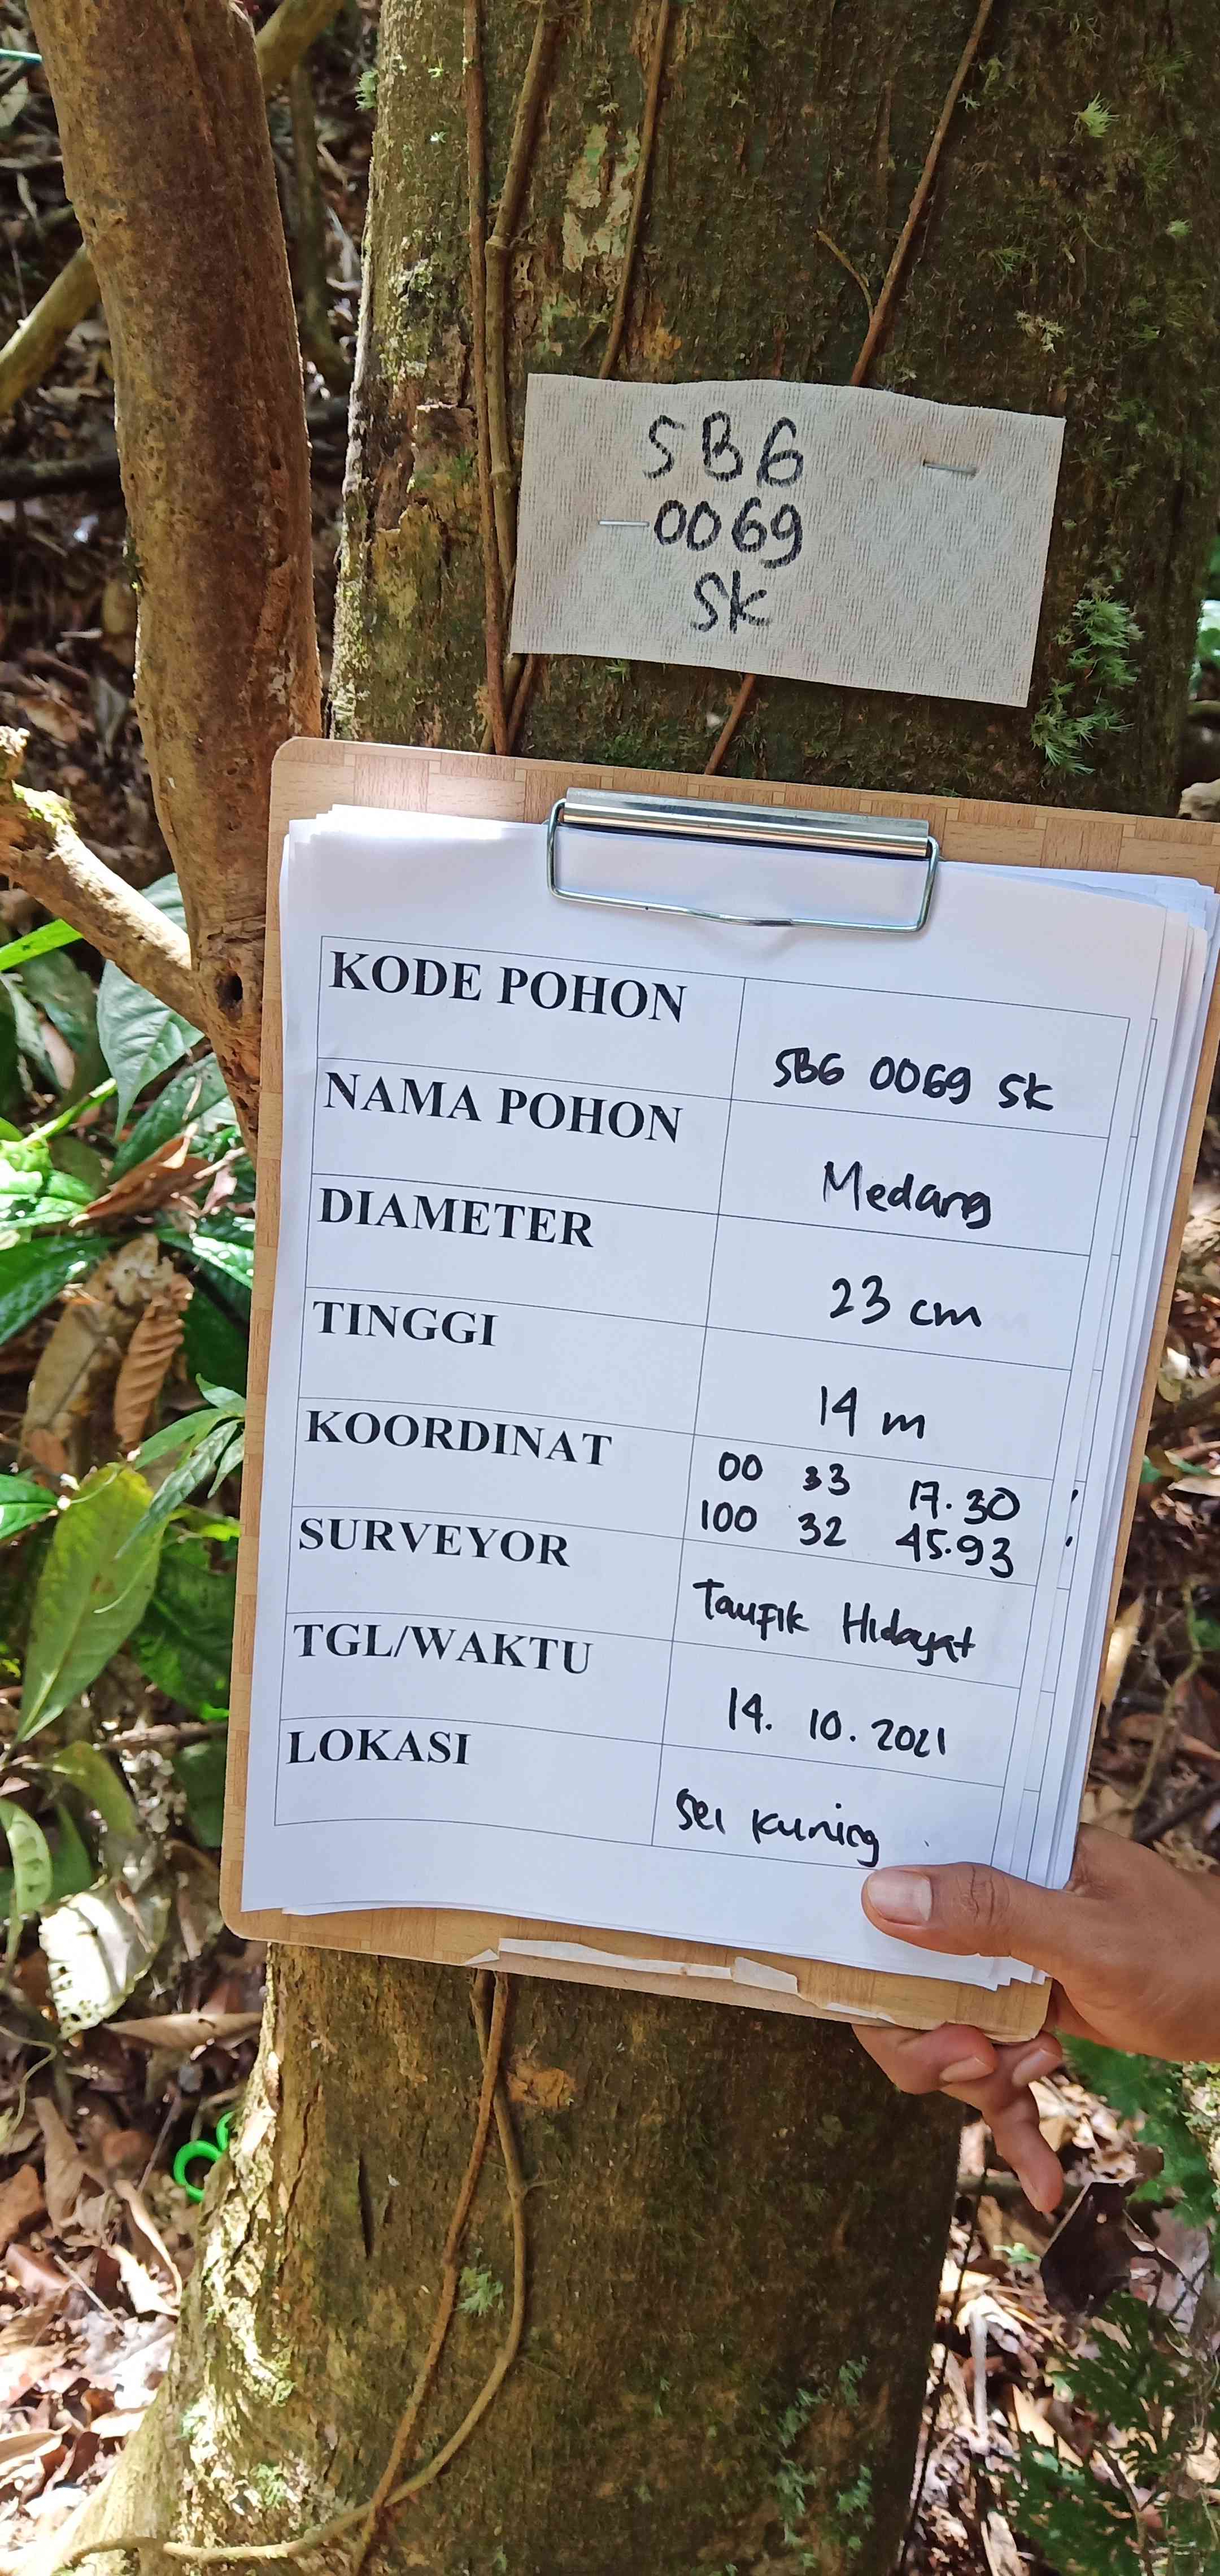 SBG
0069
SK
KODE POHON
SBG 0069 SK
NAMA POHON
Medang
DIAMETER
23 cm
TINGGI
14 m
KOORDINAT
00 33 17.30
100 32 45.93
SURVEYOR
Taufik Hidayat
TGL/WAKTU
14. 10. 2021
LOKASI
Sei Kuning